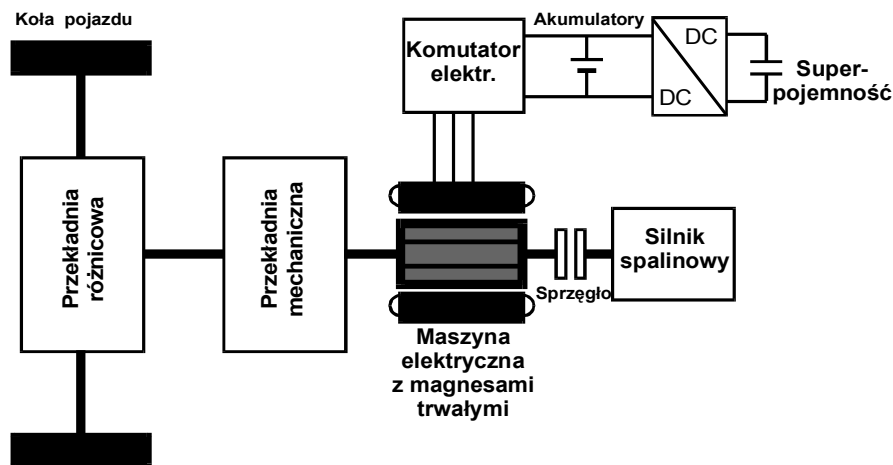 Koła pojazdu
Akumulatory
Komutator
elektr.
DC
DC
Super-
pojemność
Przekładnia
różnicowa
Przekładnia
mechaniczna
Silnik
spalinowy
Sprzęgło
Maszyna
elektryczna
z magnesami
trwałymi